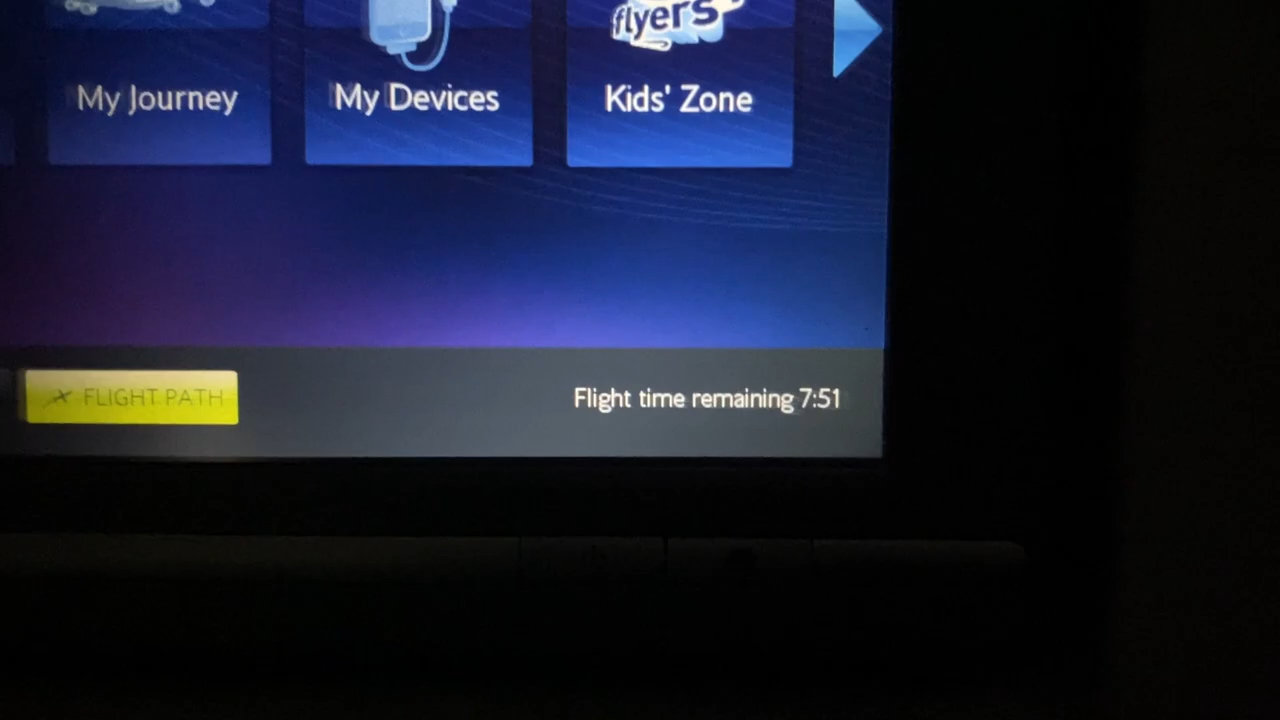 flyers
My Journey
My Devices
Kids' Zone
FLIGHT PATH
Flight time remaining 7:51